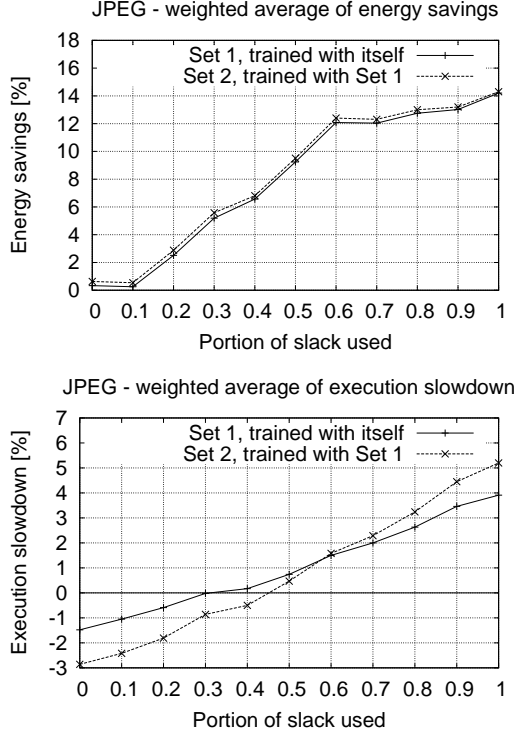 JPEG - weighted average of energy savings
Set 1, trained with itself
Set 2, trained with Set 1
Energy savings [%]
18
16
14
12
10
8
6
4
2
0
0 0.1 0.2 0.3 0.4 0.5 0.6 0.7 0.8 0.9 1
Portion of slack used
JPEG - weighted average of execution slowdown
Set 1, trained with itself
Set 2, trained with Set 1
Execution slowdown [%]
7
6
5
4
3
2
1
0
-1
-2
-3
0 0.1 0.2 0.3 0.4 0.5 0.6 0.7 0.8 0.9 1
Portion of slack used